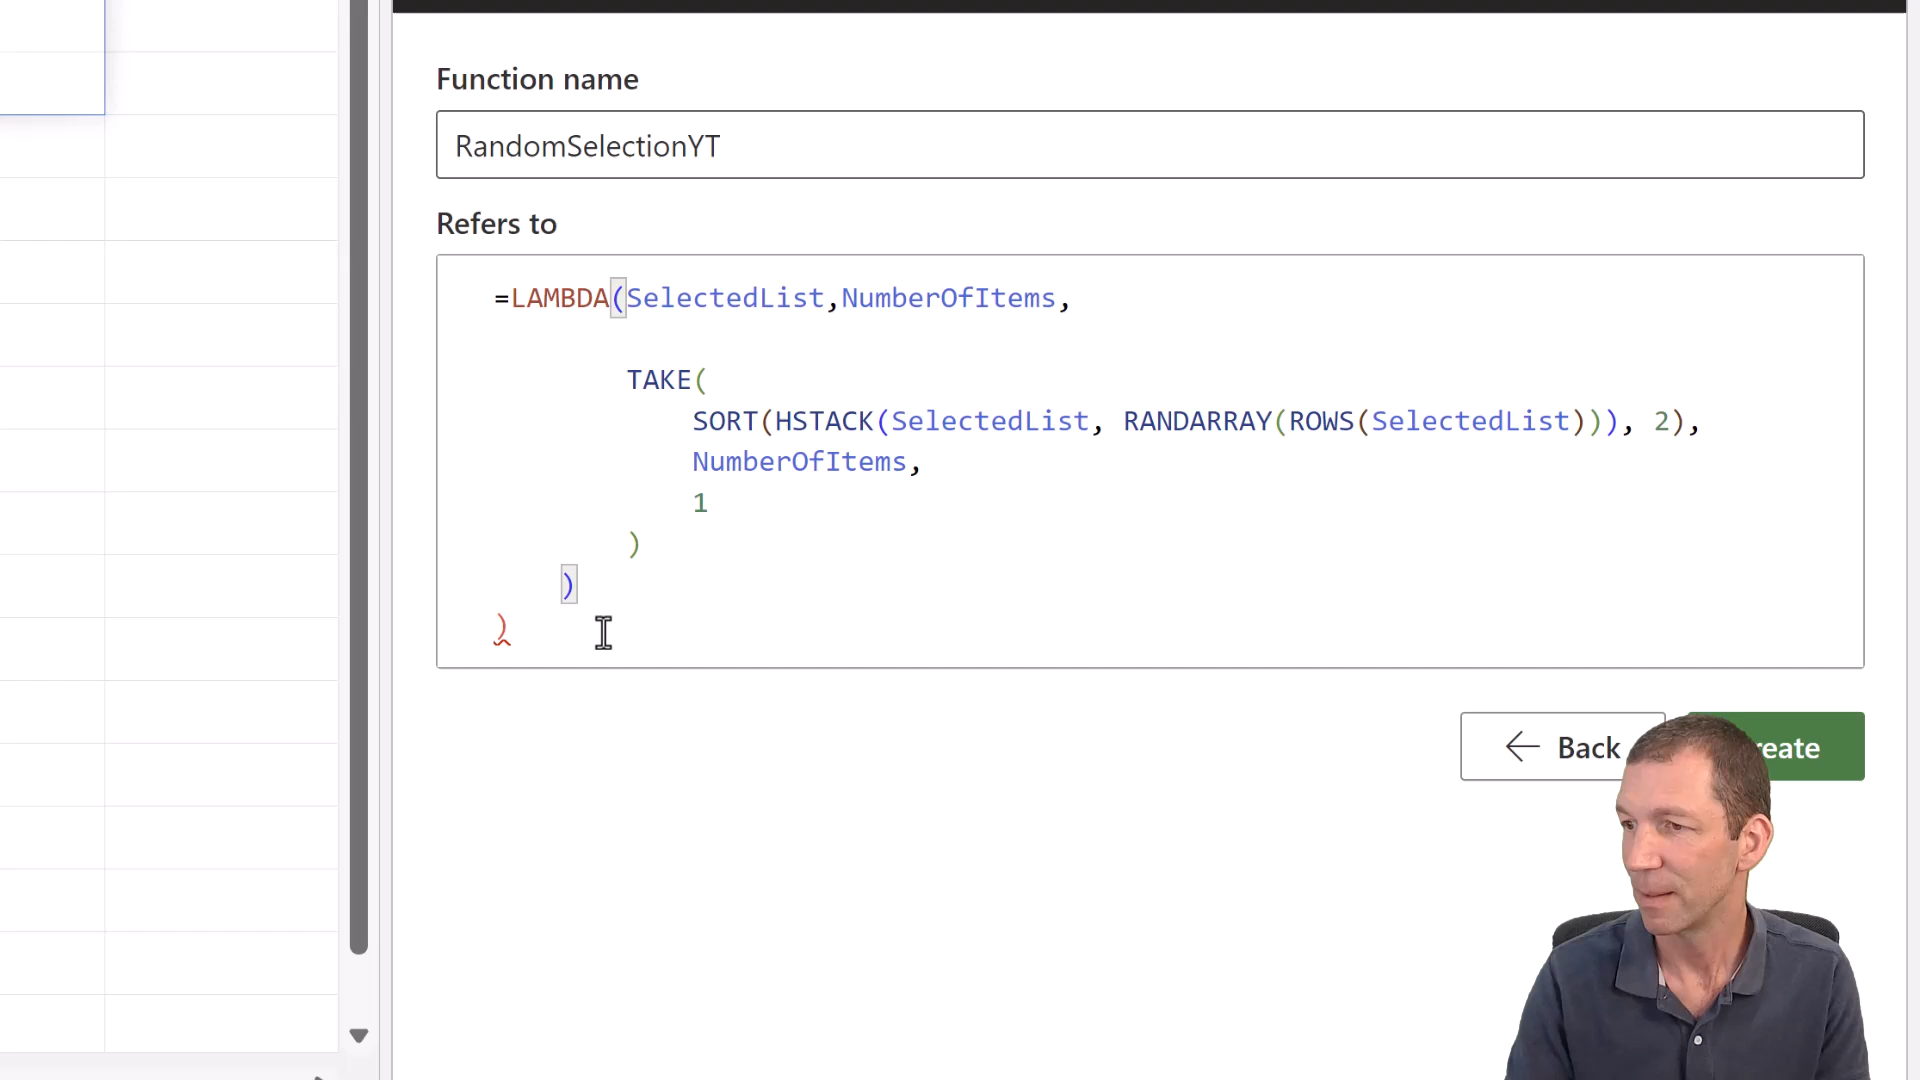 Function name
RandomSelectionYT
Refers to
=LAMBDA(SelectedList,NumberOfItems,
TAKE(
SORT(HSTACK(SelectedList, RANDARRAY(ROWS(SelectedList))), 2),
NumberOfItems,
1
)
)
)
Back reate